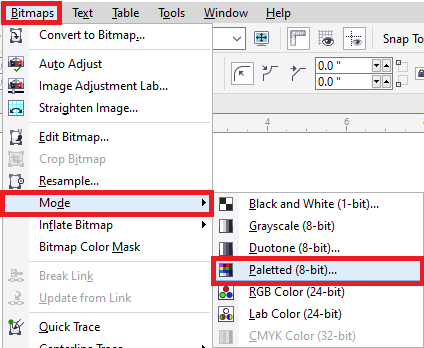 Bitmaps Text Table Tools Window Help
Convert to Bitmap...
Snap To
Auto Adjust
Image Adjustment Lab...
0.0 "
Straighten Image...
0.0 "
Edit Bitmap...
4 6
Crop Bitmap
Resample...
Mode
Black and White (1-bit)...
Inflate Bitmap
Grayscale (8-bit)
Bitmap Color Mask
Duotone (8-bit)...
Paletted (8-bit)...
Break Link
RGB Color (24-bit)
Update from Link
Lab Color (24-bit)
Quick Trace
CMYK Color (32-bit)